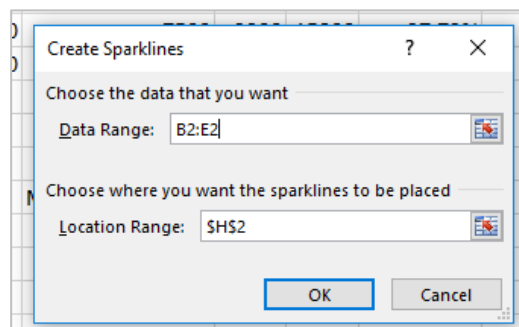 Create Sparklines ? X
Choose the data that you want
Data Range: B2:E2
Choose where you want the sparklines to be placed
Location Range: $H$2
OK Cancel